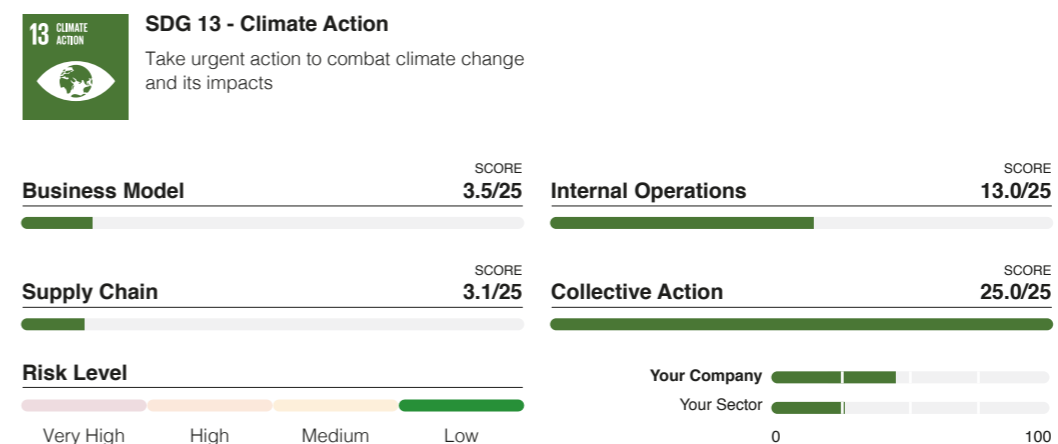 13 CLIMATE
ACTION
SDG 13 - Climate Action
Take urgent action to combat climate change
and its impacts
SCORE
Business Model 3.5/25
SCORE
Internal Operations 13.0/25
SCORE
Supply Chain 3.1/25
SCORE
Collective Action 25.0/25
Risk Level
Very High High Medium Low
Your Company
Your Sector
0 100